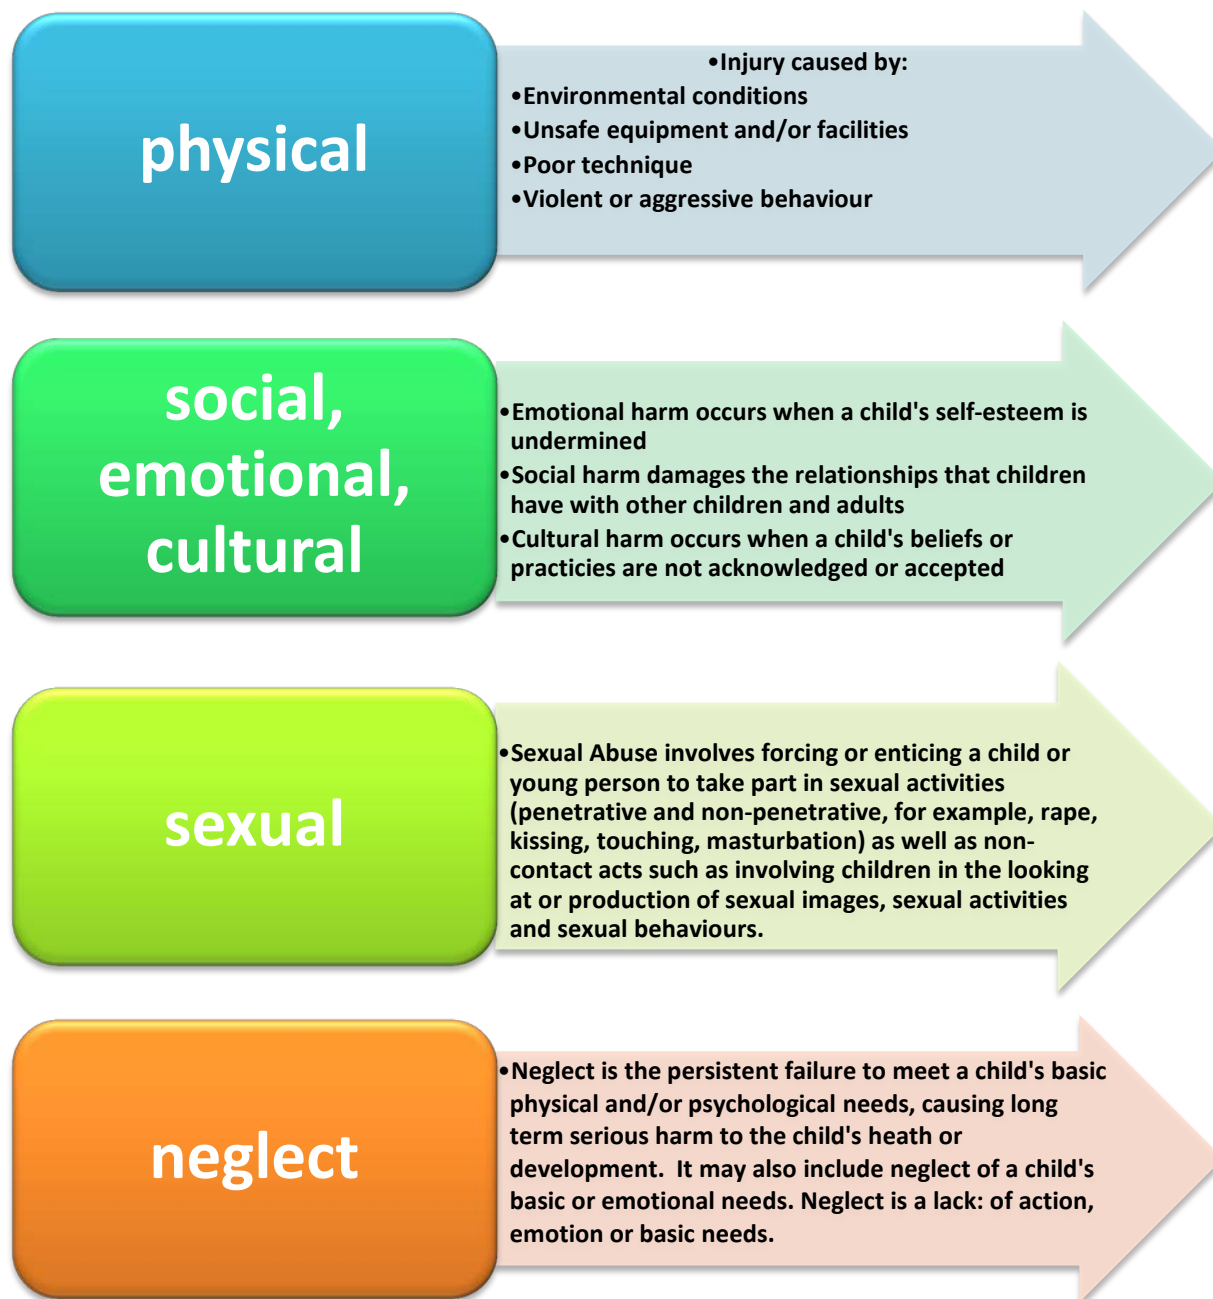 physical
•Injury caused by:
•Environmental conditions
•Unsafe equipment and/or facilities
•Poor technique
•Violent or aggressive behaviour
social,
emotional,
cultural
•Emotional harm occurs when a child's self-esteem is
undermined
•Social harm damages the relationships that children
have with other children and adults
•Cultural harm occurs when a child's beliefs or
practicies are not acknowledged or accepted
sexual
•Sexual Abuse involves forcing or enticing a child or
young person to take part in sexual activities
(penetrative and non-penetrative, for example, rape,
kissing, touching, masturbation) as well as non-
contact acts such as involving children in the looking
at or production of sexual images, sexual activities
and sexual behaviours.
neglect
•Neglect is the persistent failure to meet a child's basic
physical and/or psychological needs, causing long
term serious harm to the child's heath or
development.  It may also include neglect of a child's
basic or emotional needs. Neglect is a lack: of action,
emotion or basic needs.